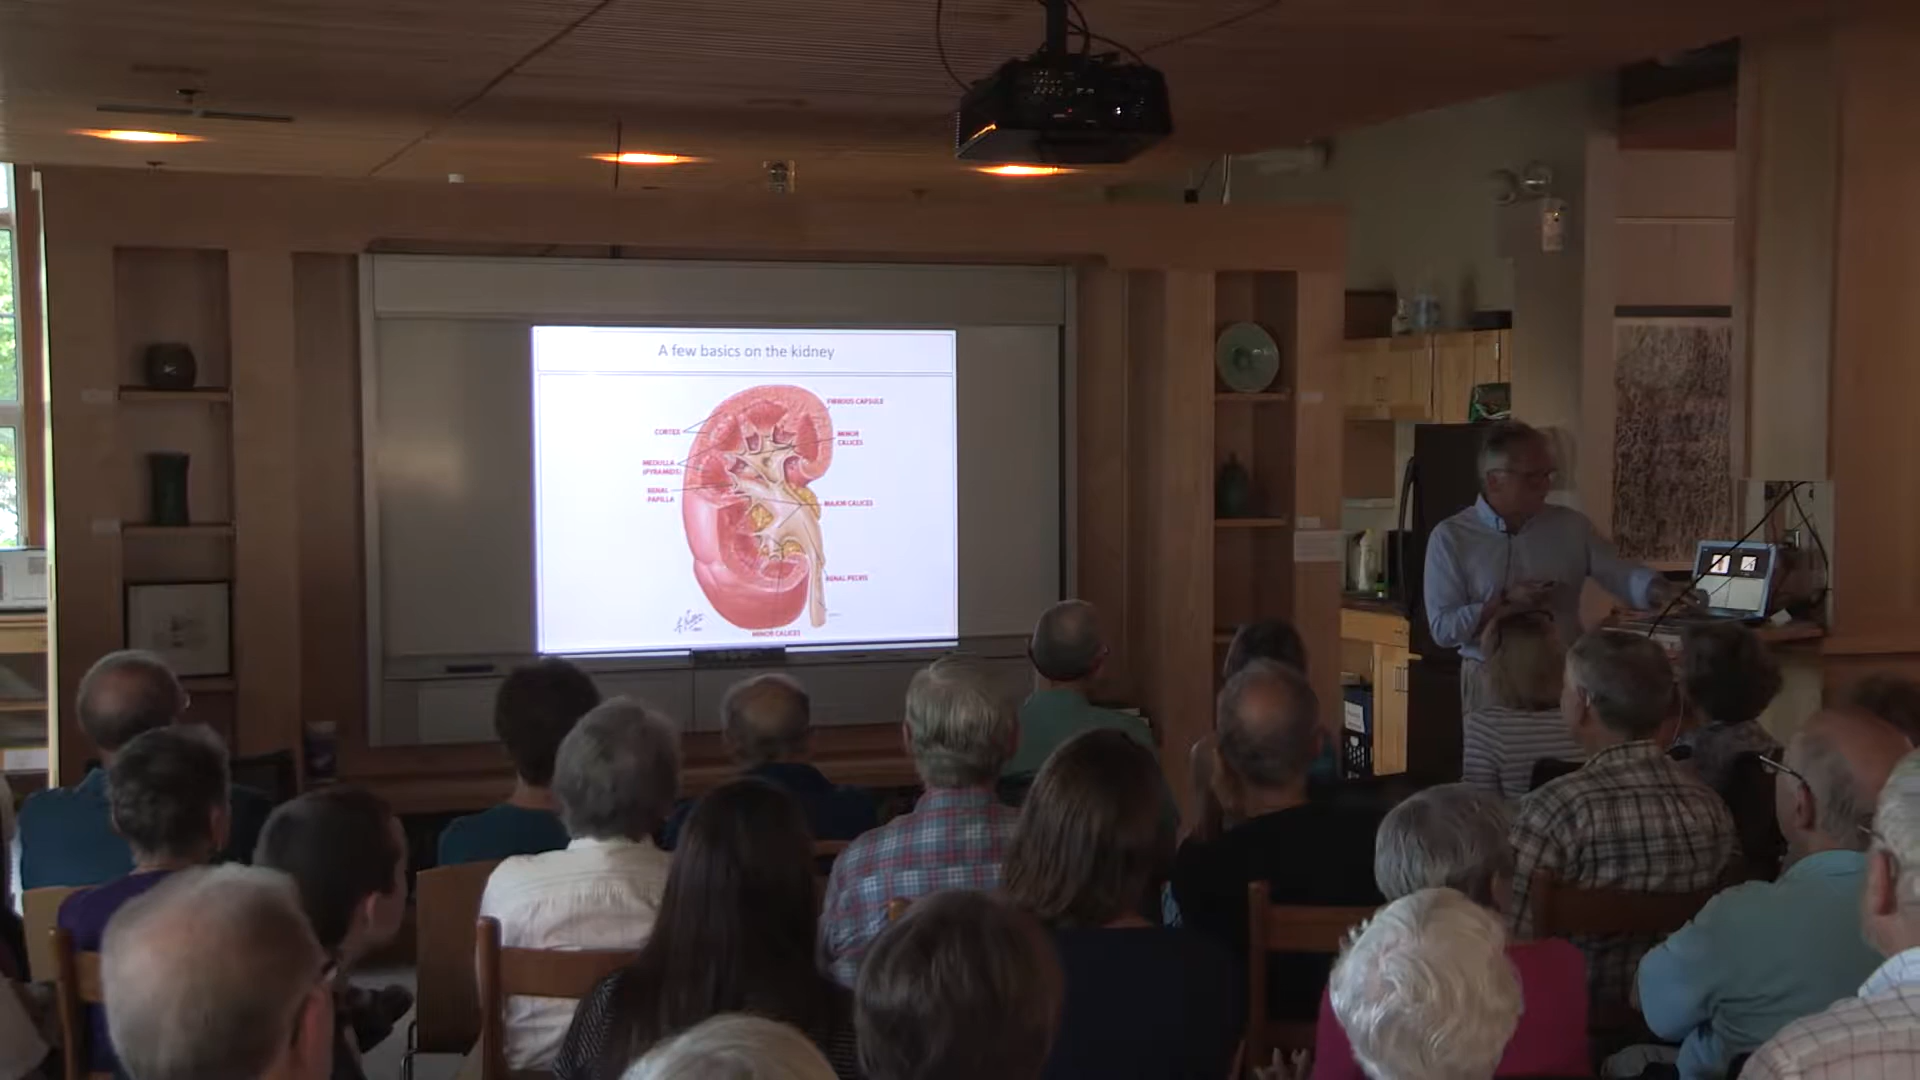 A few basics on the kidney
FIBROUS CAPSULE
CORTEX
MINOR
CALICES
MEDULLA
(PYRAMIDS)
RENAL
PAPILLA
MAJOR CALICES
RENAL PELVIS
MINOR CALICES